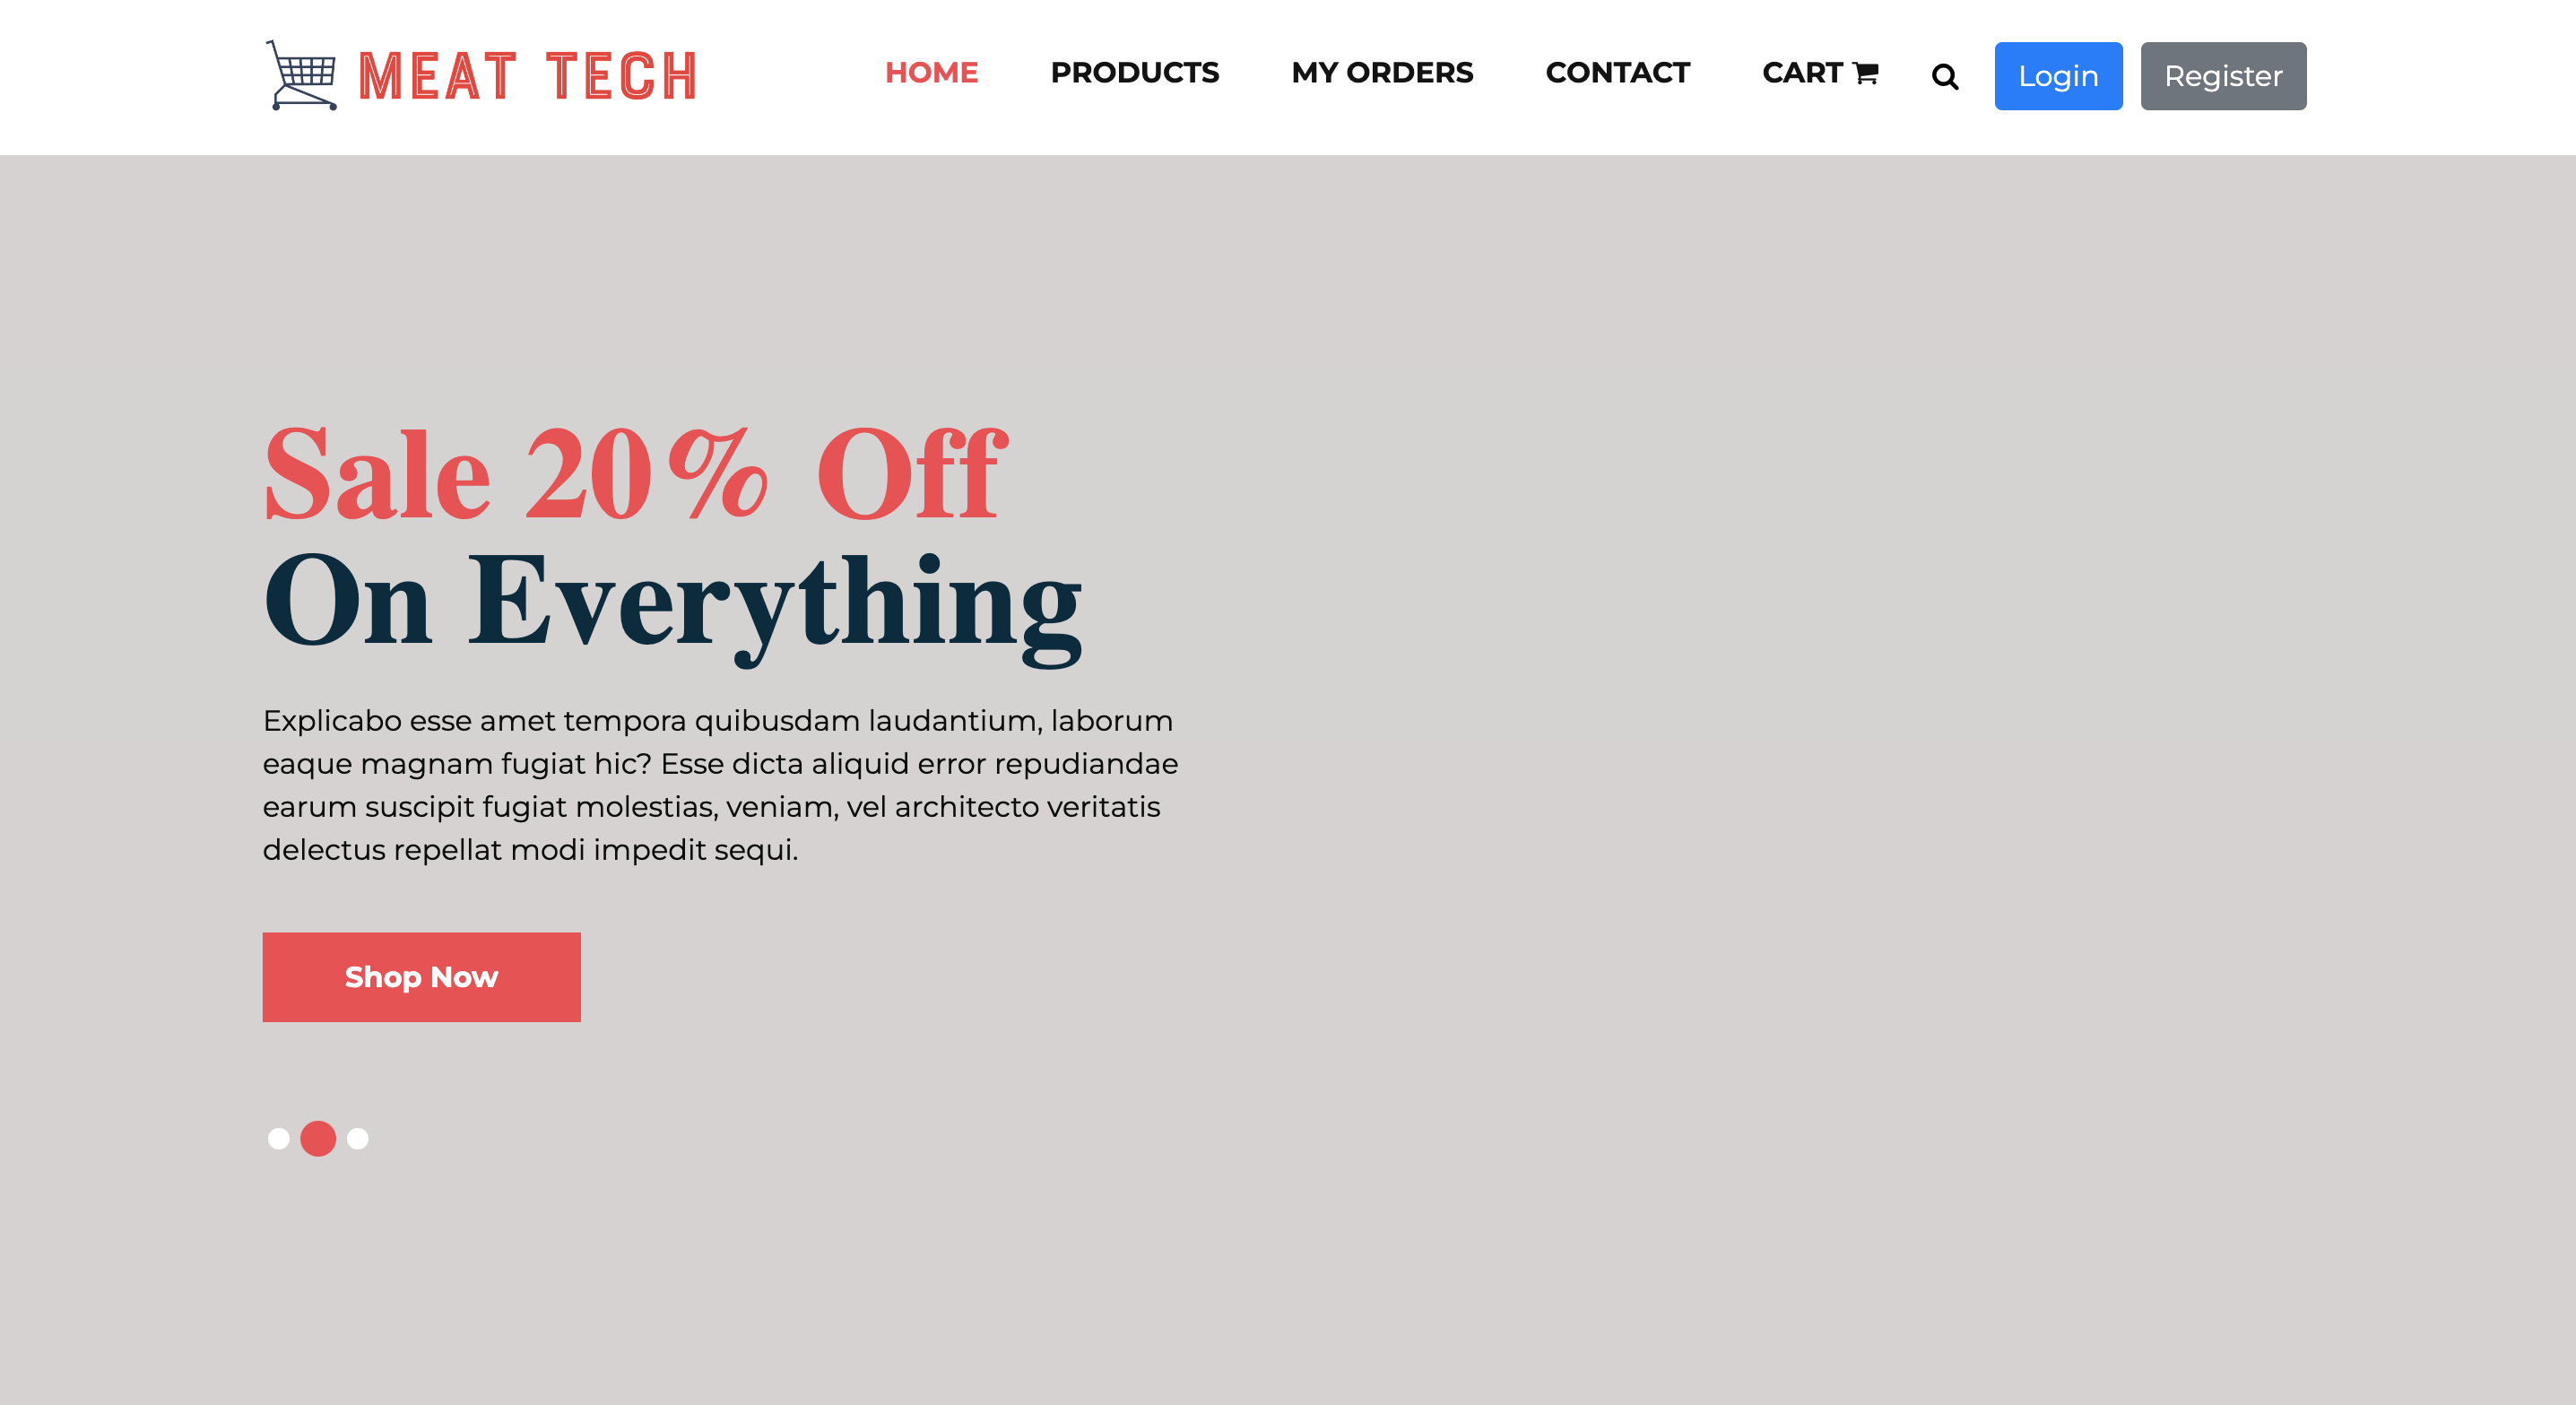 MEAT TECH
HOME
PRODUCTS
MY ORDERS
CONTACT
CART
Login
Register
Sale 20% Off
On Everything
Explicabo esse amet tempora quibusdam laudantium, laborum
eaque magnam fugiat hic? Esse dicta aliquid error repudiandae
earum suscipit fugiat molestias, veniam, vel architecto veritatis
delectus repellat modi impedit sequi.
Shop Now